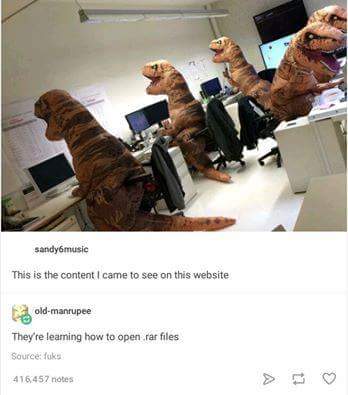 sandy6music
This is the content I came to see on this website
old-manrupee
They're learning how to open .rar files
Source: fuks
416,457 notes